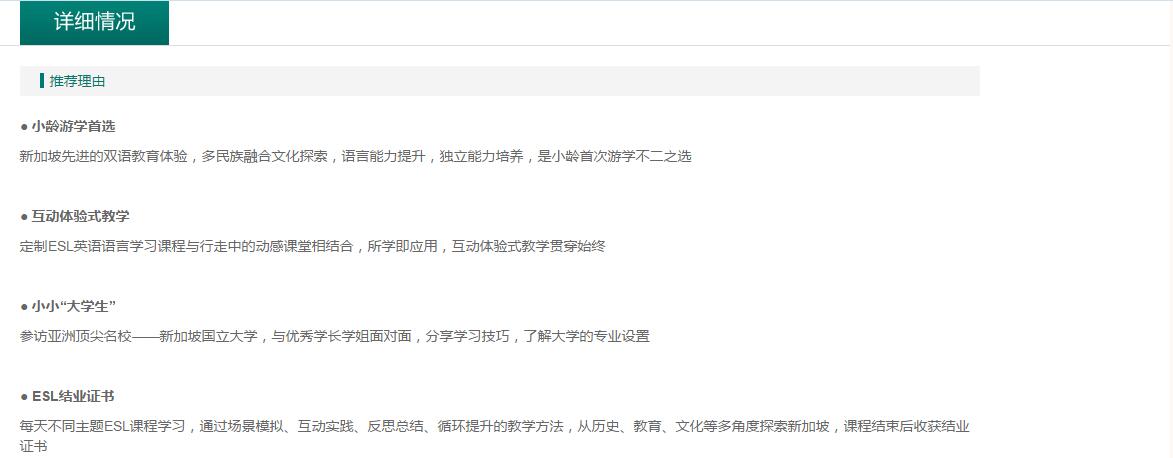 详细情况
推荐理由
● 小龄游学首选
新加坡先进的双语教育体验，多民族融合文化探索，语言能力提升，独立能力培养，是小龄首次游学不二之选
● 互动体验式教学
定制ESL英语语言学习课程与行走中的动感课堂相结合，所学即应用，互动体验式教学贯穿始终
● 小小“大学生”
参访亚洲顶尖名校——新加坡国立大学，与优秀学长学姐面对面，分享学习技巧，了解大学的专业设置
● ESL结业证书
每天不同主题ESL课程学习，通过场景模拟、互动实践、反思总结、循环提升的教学方法，从历史、教育、文化等多角度探索新加坡，课程结束后收获结业
证书